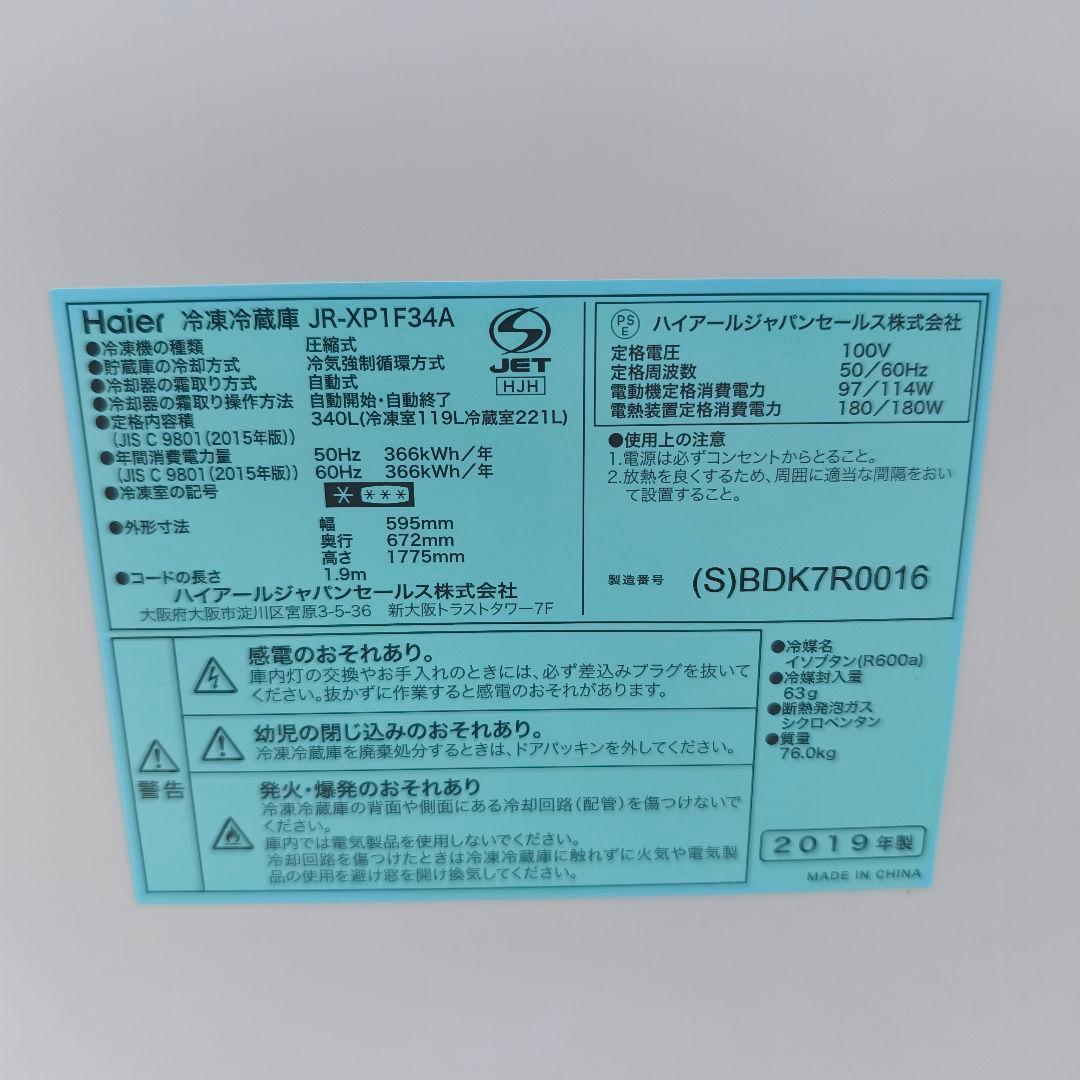 Haier 冷凍冷蔵庫 JR-XP1F34A
●冷凍機の種類 圧縮式
●貯蔵庫の冷却方式 冷気強制循環方式
●冷却器の霜取り方式 自動式
●冷却器の霜取り操作方法 自動開始・自動終了
●定格内容積 340L(冷凍室119L冷蔵室221L)
(JIS C 9801(2015年版))
●年間消費電力量 50Hz 366kWh/年
(JIS C 9801(2015年版)) 60Hz 366kWh/年
●冷凍室の記号
●外形寸法 幅 595mm
奥行 672mm
高さ 1775mm
●コードの長さ 1.9m
ハイアールジャパンセールス株式会社
大阪府大阪市淀川区宮原3-5-36 新大阪トラストタワー7F
JET
HJH
PS
E
ハイアールジャパンセールス株式会社
定格電圧 100V
定格周波数 50/60Hz
電動機定格消費電力 97/114W
電熱装置定格消費電力 180/180W
●使用上の注意
1.電源は必ずコンセントからとること。
2.放熱を良くするため、周囲に適当な間隔をおい
て設置すること。
製造番号 (S)BDK7R0016
警告
感電のおそれあり。
庫内灯の交換やお手入れのときには、必ず差込みプラグを抜いて
ください。抜かずに作業すると感電のおそれがあります。
幼児の閉じ込みのおそれあり。
冷凍冷蔵庫を廃棄処分するときは、ドアパッキンを外してください。
発火・爆発のおそれあり
冷凍冷蔵庫の背面や側面にある冷却回路(配管)を傷つけないで
ください。
庫内では電気製品を使用しないでください。
冷却回路を傷つけたときは冷凍冷蔵庫に触れずに火気や電気製
品の使用を避け窓を開け換気してください。
●冷媒名
イソブタン(R600a)
●冷媒封入量
63g
●断熱発泡ガス
シクロペンタン
●質量
76.0kg
2019年製
MADE IN CHINA